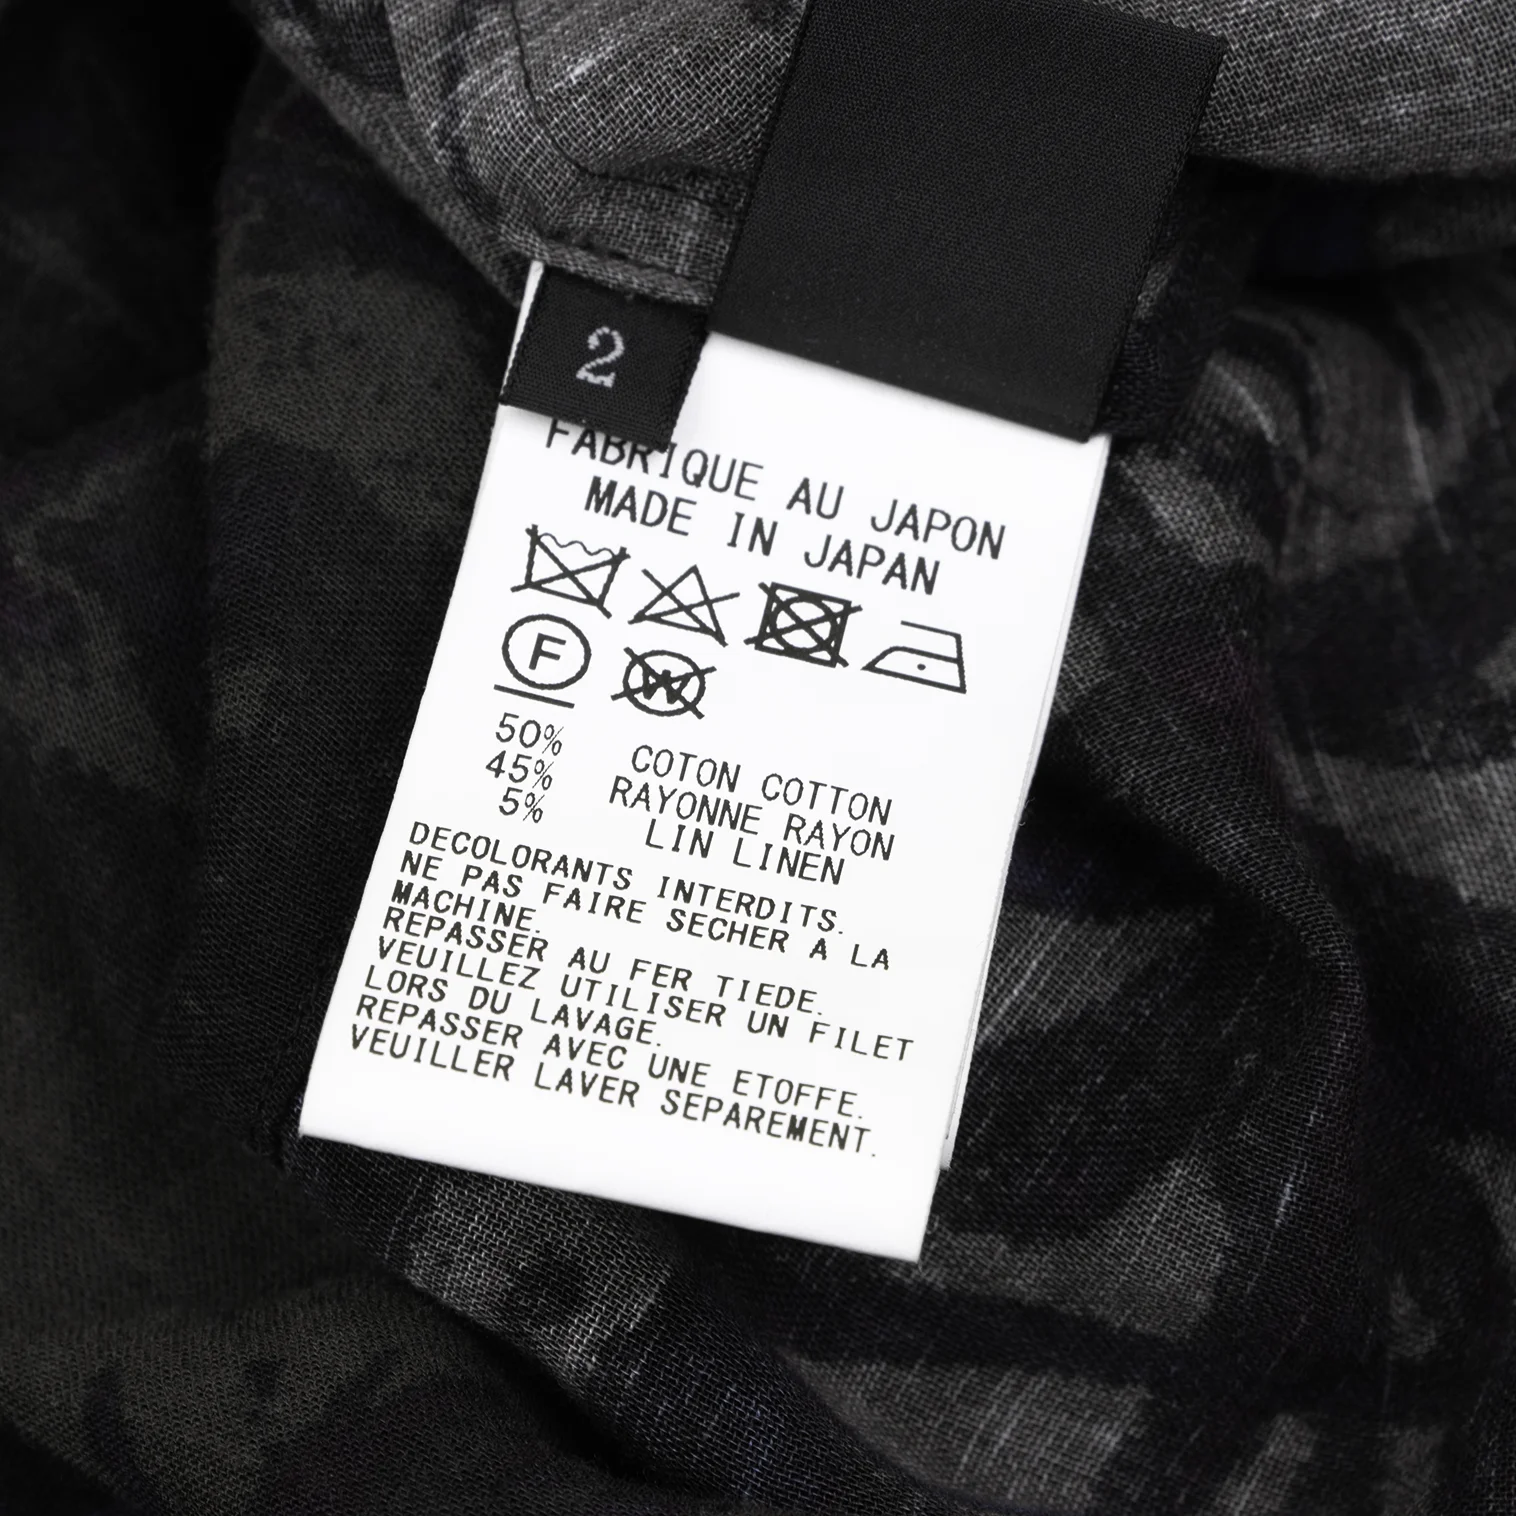 2
FABRIQUE AU JAPON
MADE IN JAPAN
F W
50% COTON COTTON
45% RAYONNE RAYON
5% LIN LINEN
DECOLORANTS INTERDITS.
NE PAS FAIRE SECHER A LA
MACHINE.
REPASSER AU FER TIEDE.
VEUILLEZ UTILISER UN FILET
LORS DU LAVAGE.
REPASSER AVEC UNE ETOFFE.
VEUILLER LAVER SEPAREMENT.